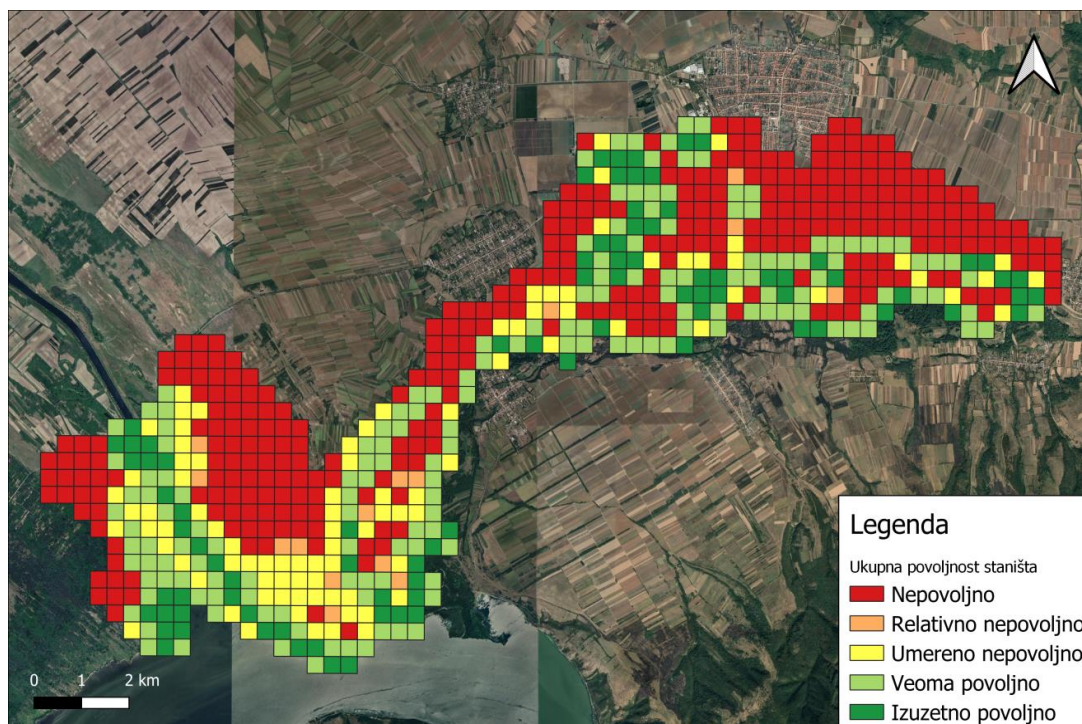 Legenda
Ukupna povoljnost staništa
Nepovoljno
Relativno nepovoljno
Umereno nepovoljno
Veoma povoljno
Izuzetno povoljno
0 1 2 km